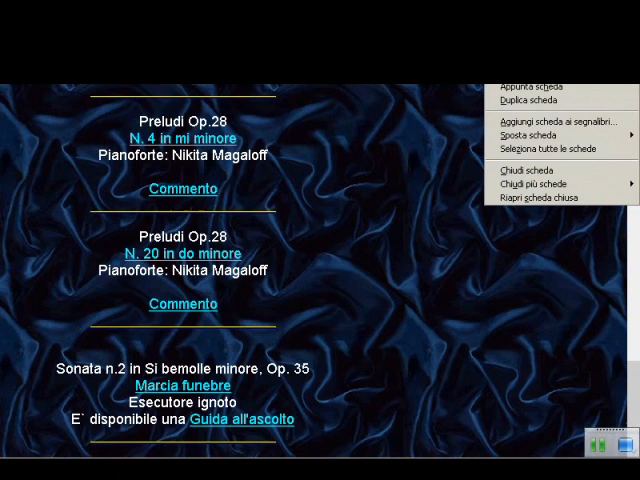 Preludi Op.28
N. 4 in mi minore
Pianoforte: Nikita Magaloff
Commento
Preludi Op.28
N. 20 in do minore
Pianoforte: Nikita Magaloff
Commento
Sonata n.2 in Si bemolle minore, Op. 35
Marcia funebre
Esecutore ignoto
E` disponibile una Guida all'ascolto
Appunta scheda
Duplica scheda
Aggiungi scheda ai segnalibri...
Sposta scheda
Seleziona tutte le schede
Chiudi scheda
Chiudi più schede
Riapri scheda chiusa